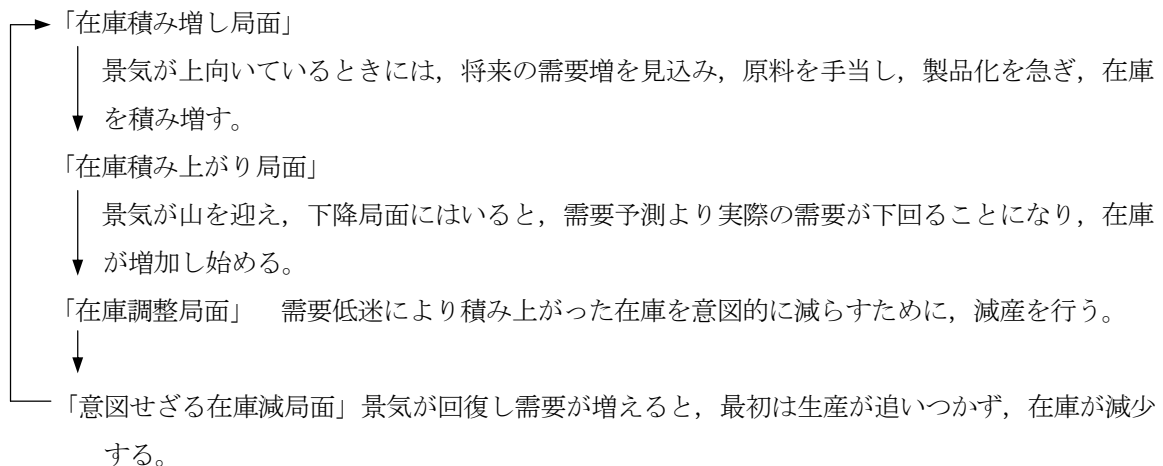 「在庫積み増し局面」
景気が上向いているときには，将来の需要増を見込み，原料を手当し，製品化を急ぎ，在庫
を積み増す。
「在庫積み上がり局面」
景気が山を迎え，下降局面にはいると，需要予測より実際の需要が下回ることになり，在庫
が増加し始める。
「在庫調整局面」　需要低迷により積み上がった在庫を意図的に減らすために，減産を行う。
「意図せざる在庫減局面」景気が回復し需要が増えると，最初は生産が追いつかず，在庫が減少
する。